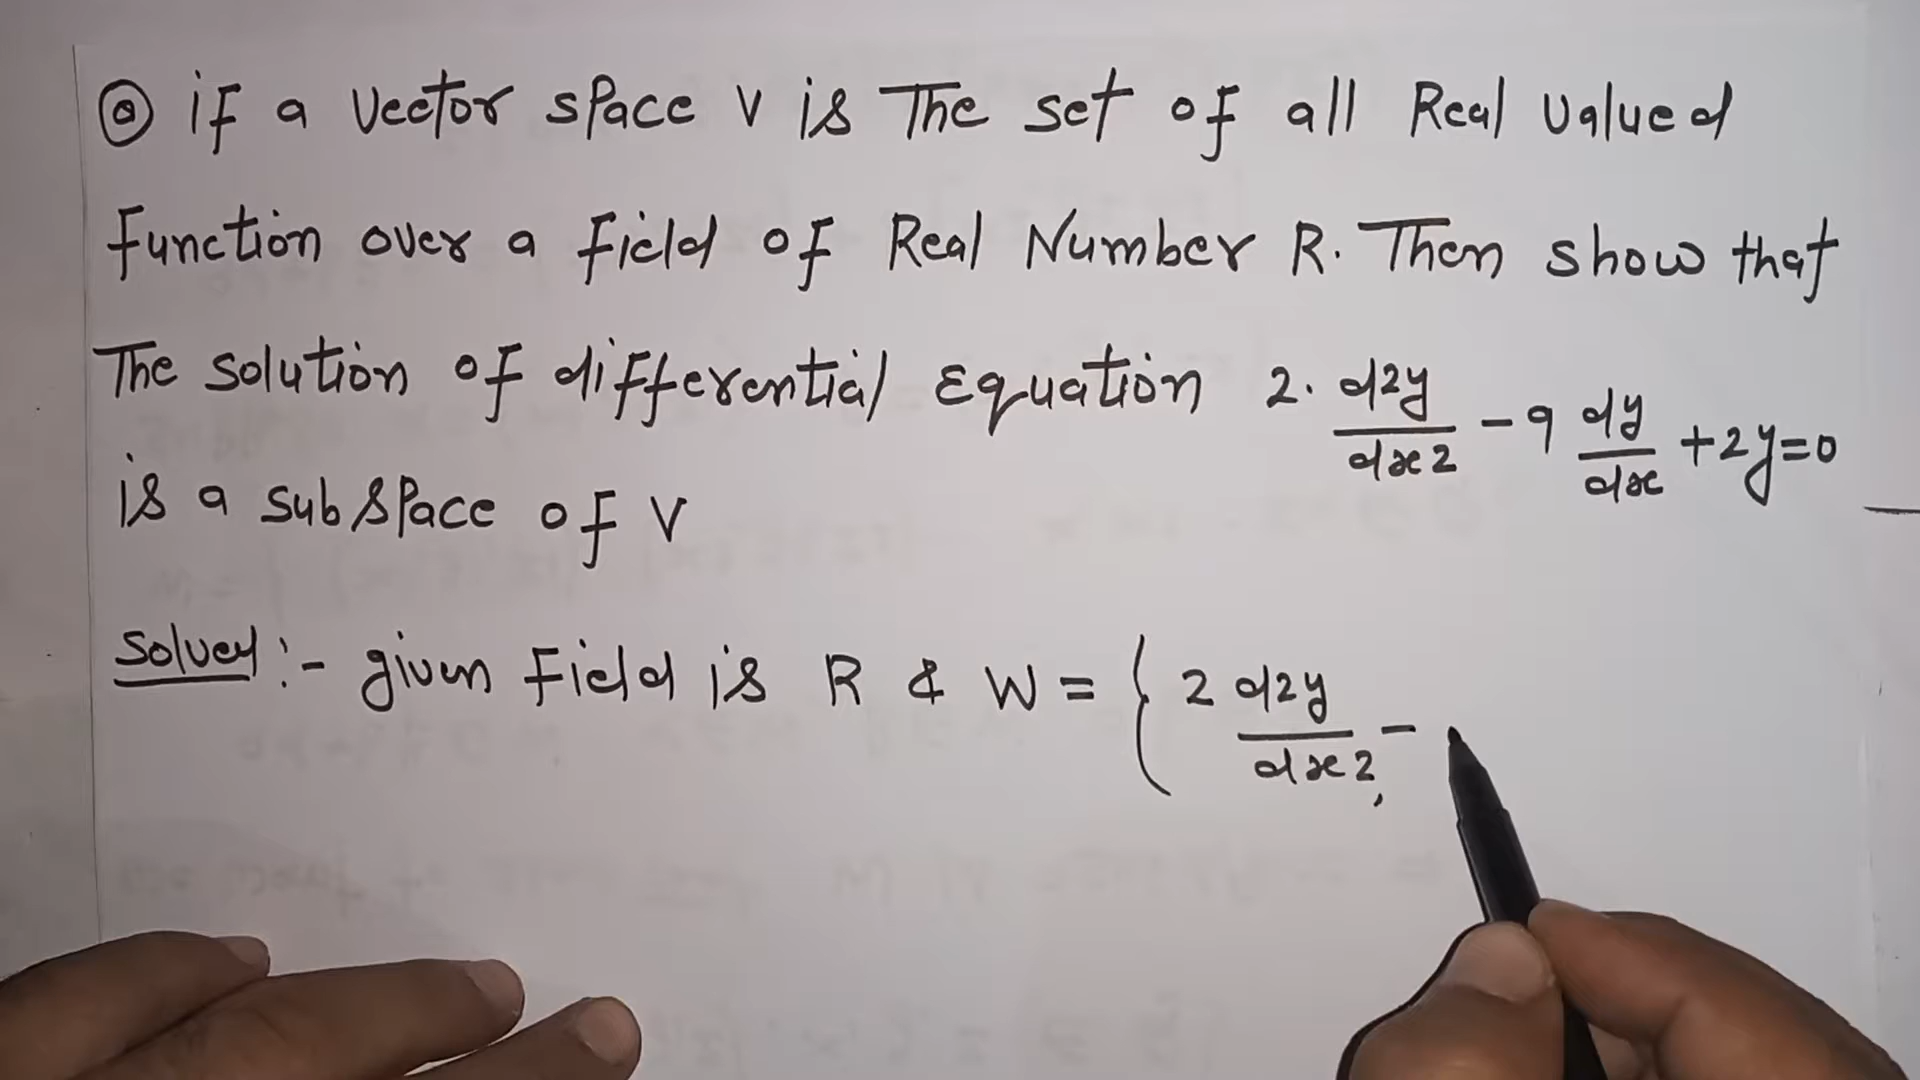 @ if a vector space V is The set of all Real Valued
function over a field of Real Number R. Then show that
The solution of differential Equation 2. d2y/dx2 - 9 dy/dx + 2y=0
is a subspace of V
Solved :- given Field is R & W = { 2 d2y/dx2, -